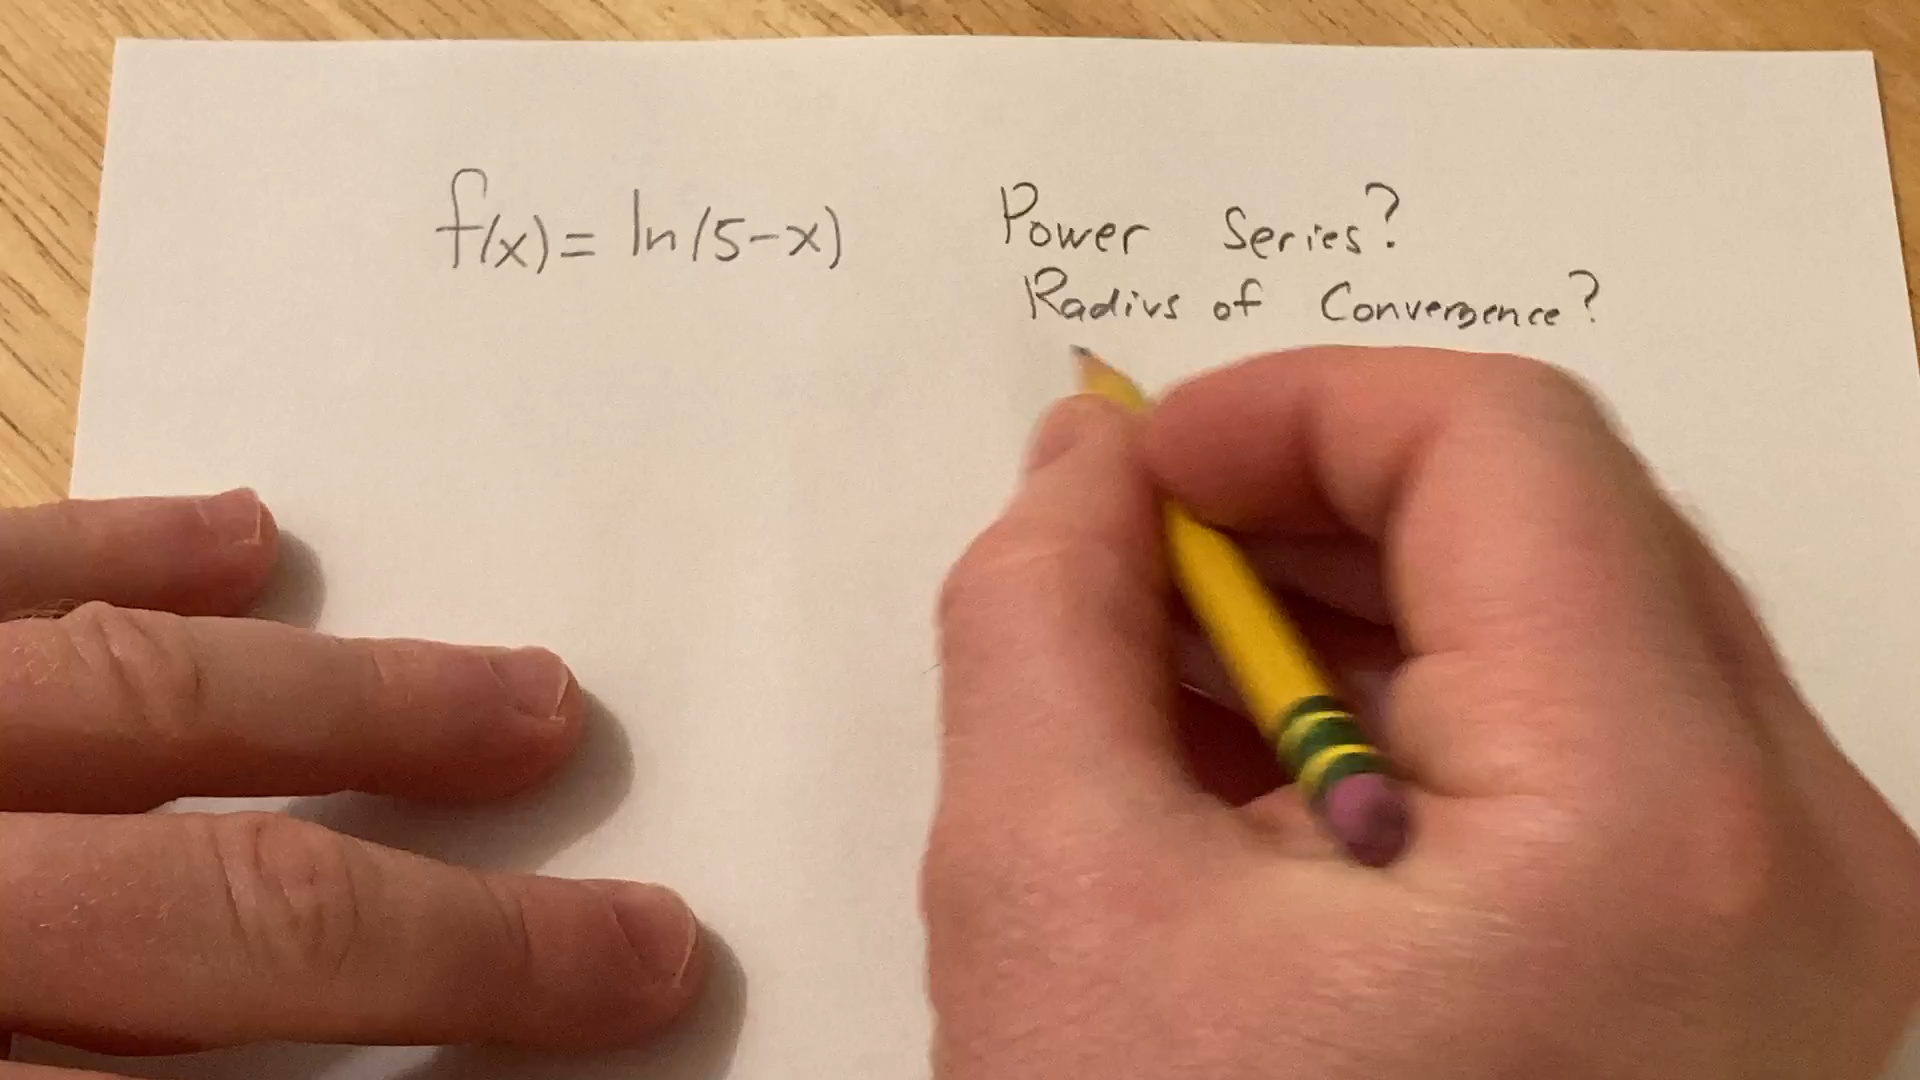 f(x) = ln(5-x) Power Series?
Radius of Convergence?